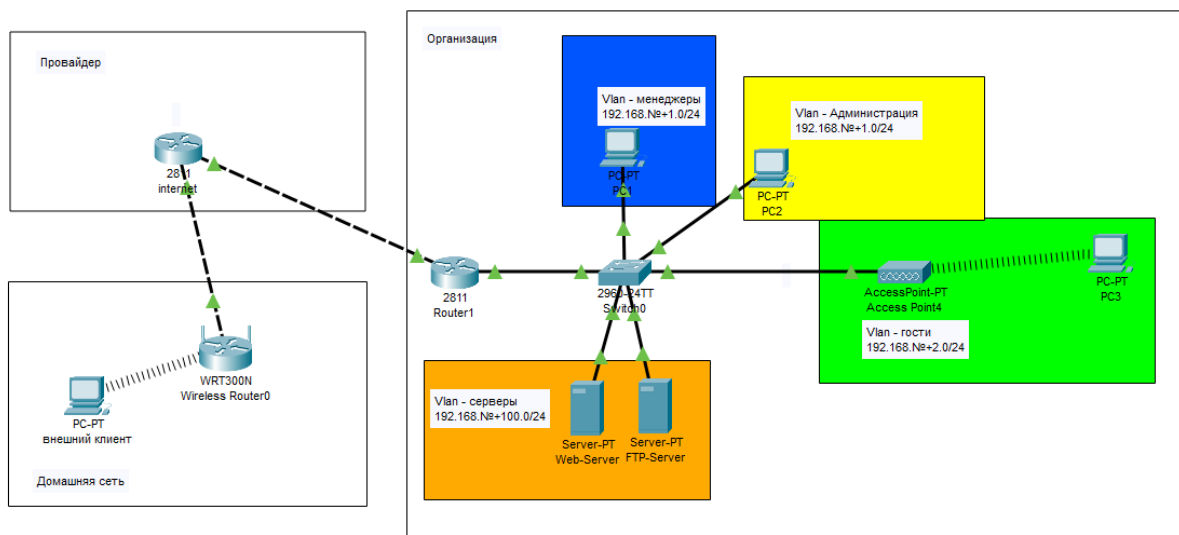 Провайдер
2811
internet
Домашняя сеть
WRT300N
Wireless Router0
PC-PT
внешний клиент
Организация
Vlan - менеджеры
192.168.№+1.0/24
PC-PT
PC1
Vlan - Администрация
192.168.№+1.0/24
PC-PT
PC2
2811
Router1
2960-24TT
Switch0
AccessPoint-PT
Access Point4
PC-PT
PC3
Vlan - гости
192.168.№+2.0/24
Vlan - серверы
192.168.№+100.0/24
Server-PT
Web-Server
Server-PT
FTP-Server